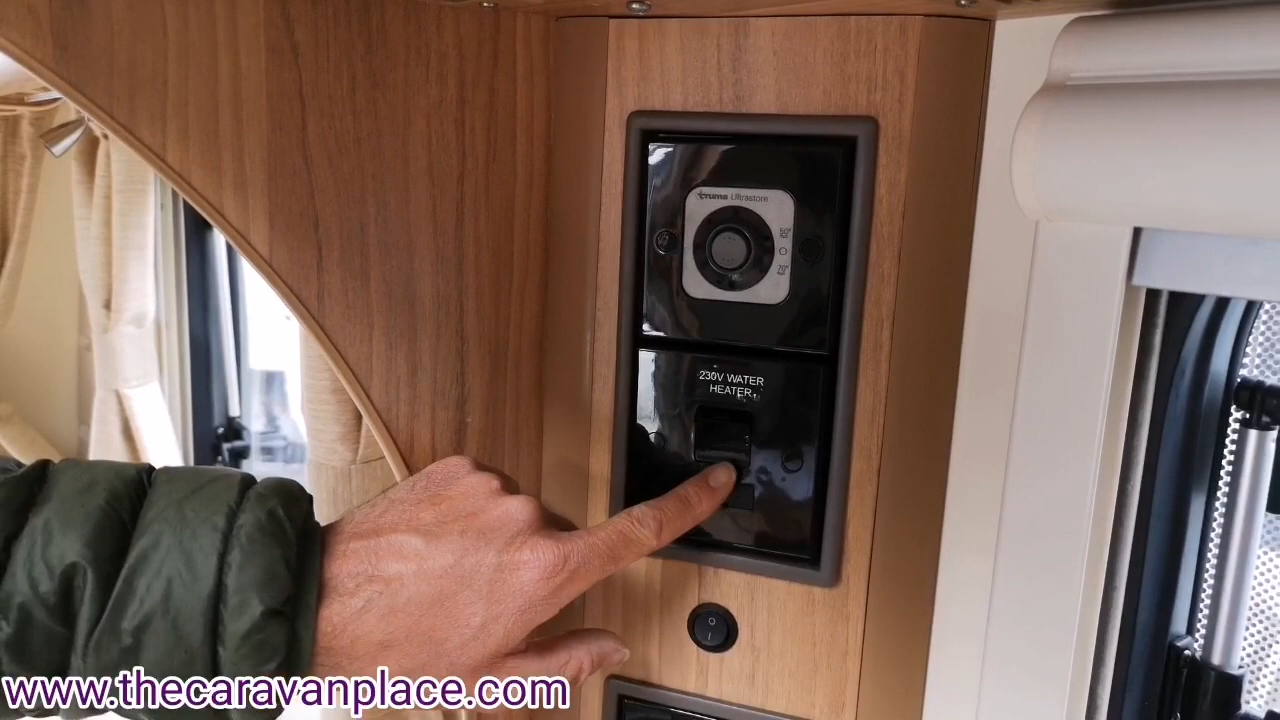 truma Ultrastore
50°
70°
230V WATER
HEATER
O
I
www.thecaravanplace.com